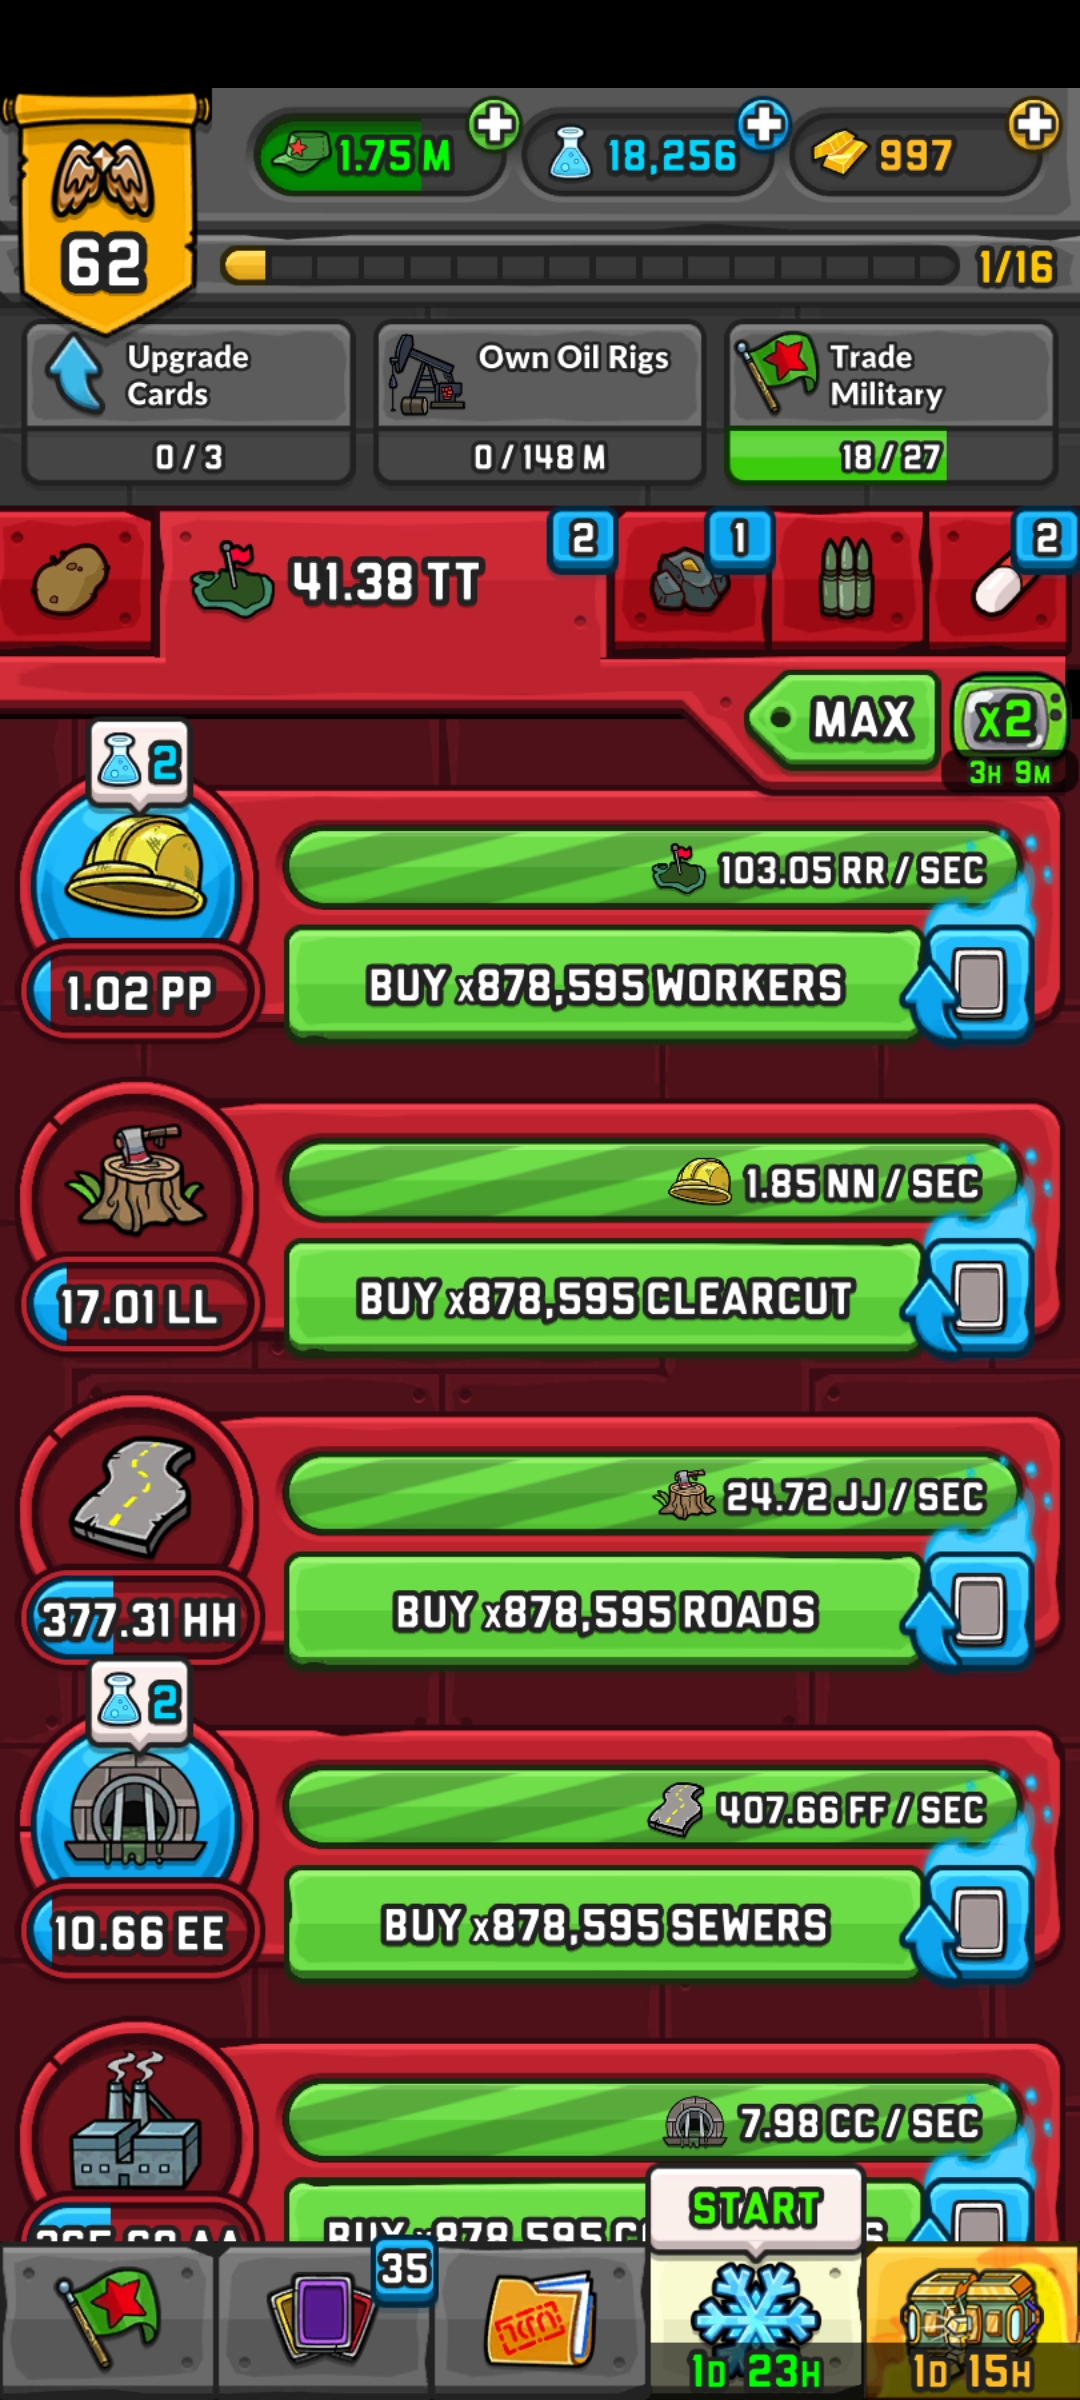 1.75 M
18,256
997
62
1/16
Upgrade
Cards
0 / 3
Own Oil Rigs
0 / 148 M
Trade
Military
18 / 27
41.38 TT
2
1
2
MAX
x2
3H 9M
2
103.05 RR / SEC
1.02 PP
BUY x878,595 WORKERS
1.85 NN / SEC
17.01 LL
BUY x878,595 CLEARCUT
24.72 JJ / SEC
377.31 HH
BUY x878,595 ROADS
2
407.66 FF / SEC
10.66 EE
BUY x878,595 SEWERS
7.98 CC / SEC
BUY x878,595
START
35
1D 23H
1D 15H